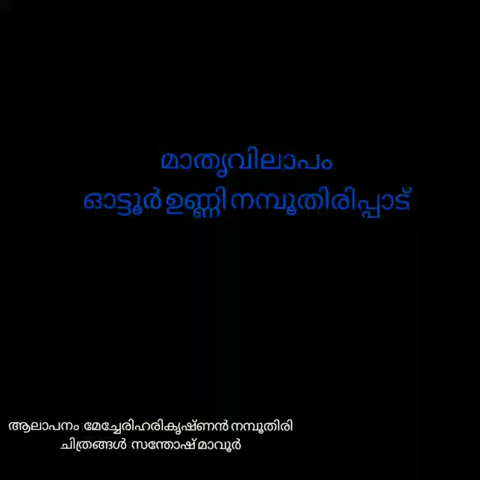 മാതൃവിലാപം
ഓട്ടൂർ ഉണ്ണി നമ്പൂതിരിപ്പാട്
ആലാപനം :മേച്ചേരിഹരികൃഷ്ണൻ നമ്പൂതിരി
ചിത്രങ്ങൾ സന്തോഷ് മാവൂർ